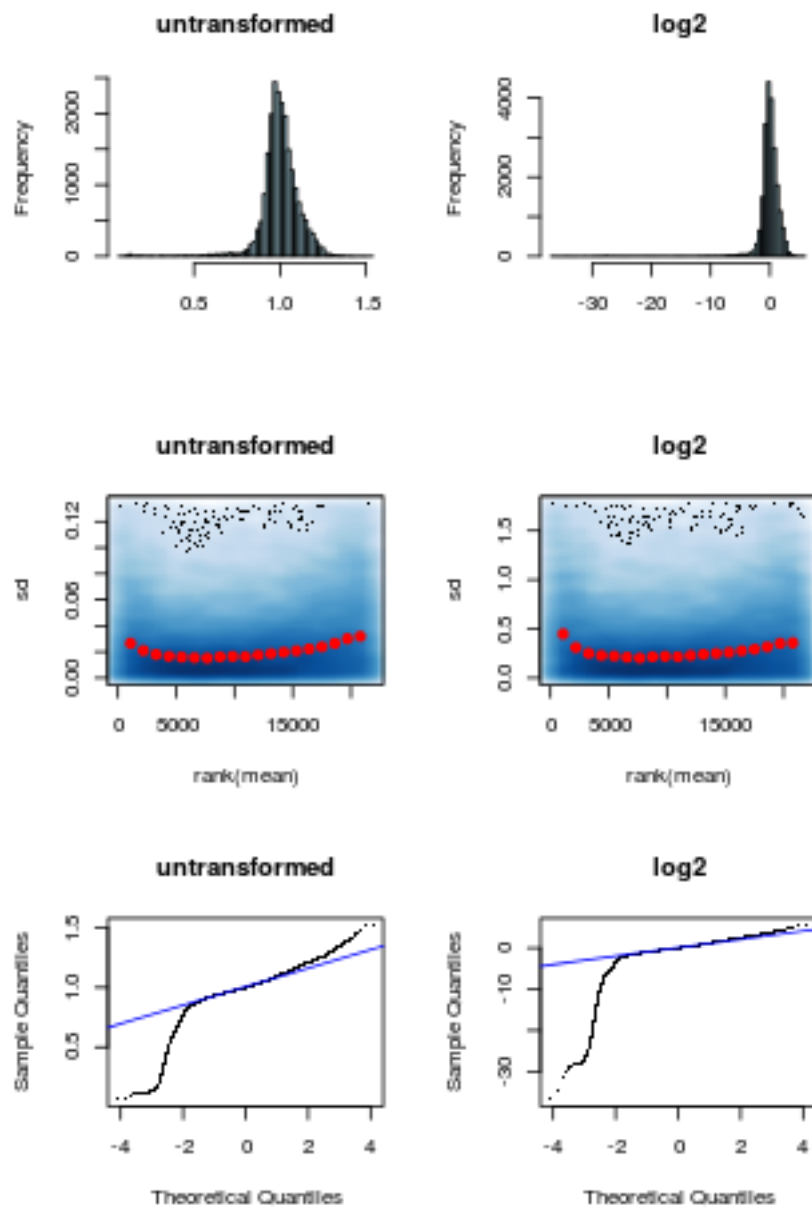 untransformed log2
Frequency
0 1000 2000
0.5 1.0 1.5
Frequency
0 2000 4000
-30 -20 -10 0
untransformed log2
sd
0.00 0.06 0.12
0 5000 15000
rank(mean)
sd
0.0 0.5 1.0 1.5
0 5000 15000
rank(mean)
untransformed log2
Sample Quantiles
0.5 1.0 1.5
-4 -2 0 2 4
Theoretical Quantiles
Sample Quantiles
-30 -10 0
-4 -2 0 2 4
Theoretical Quantiles